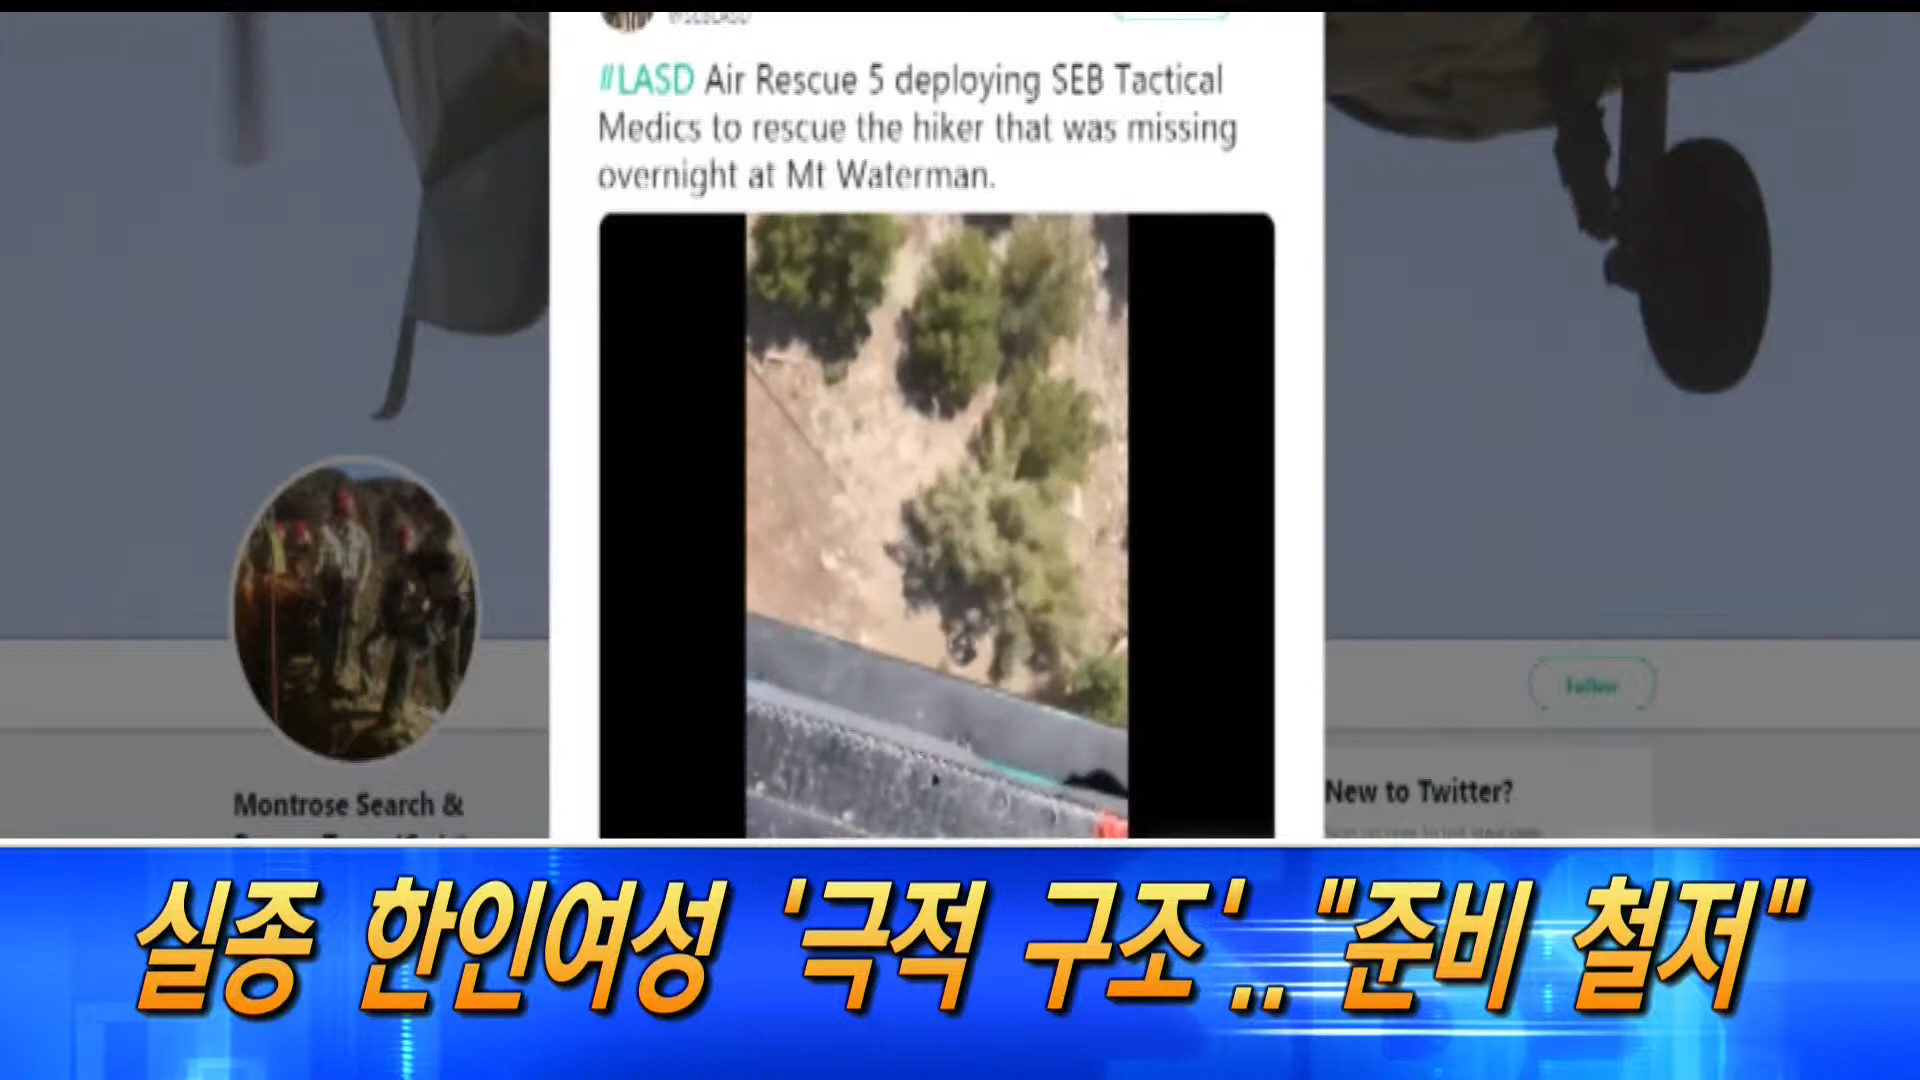 @SEBLASD
#LASD Air Rescue 5 deploying SEB Tactical
Medics to rescue the hiker that was missing
overnight at Mt Waterman.
Follow
Montrose Search &
New to Twitter?
실종 한인여성 '극적 구조'.. "준비 철저"